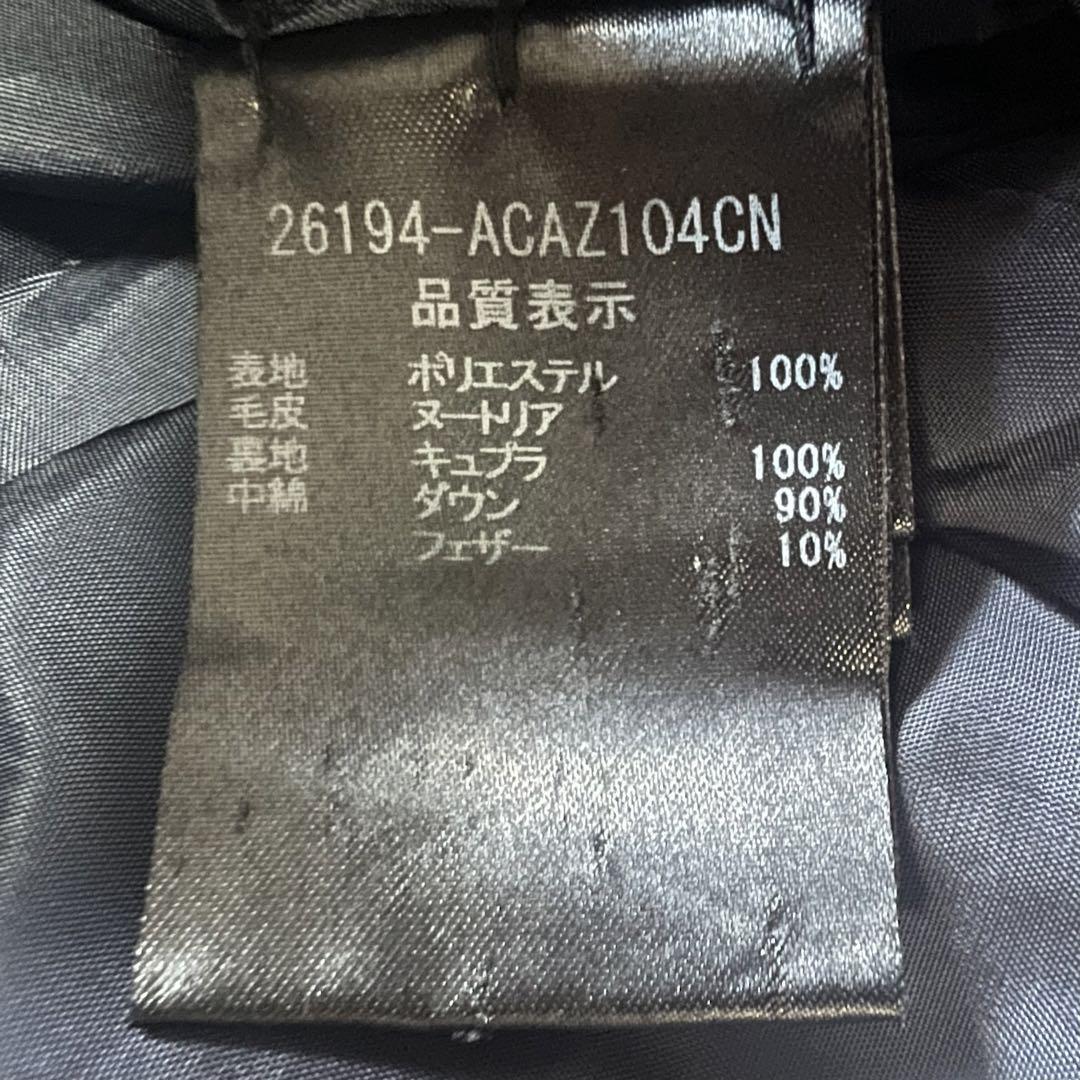 26194-ACAZ104CN
品質表示
表地 ポリエステル 100%
毛皮 ヌートリア
裏地 キュプラ 100%
中綿 ダウン 90%
フェザー 10%